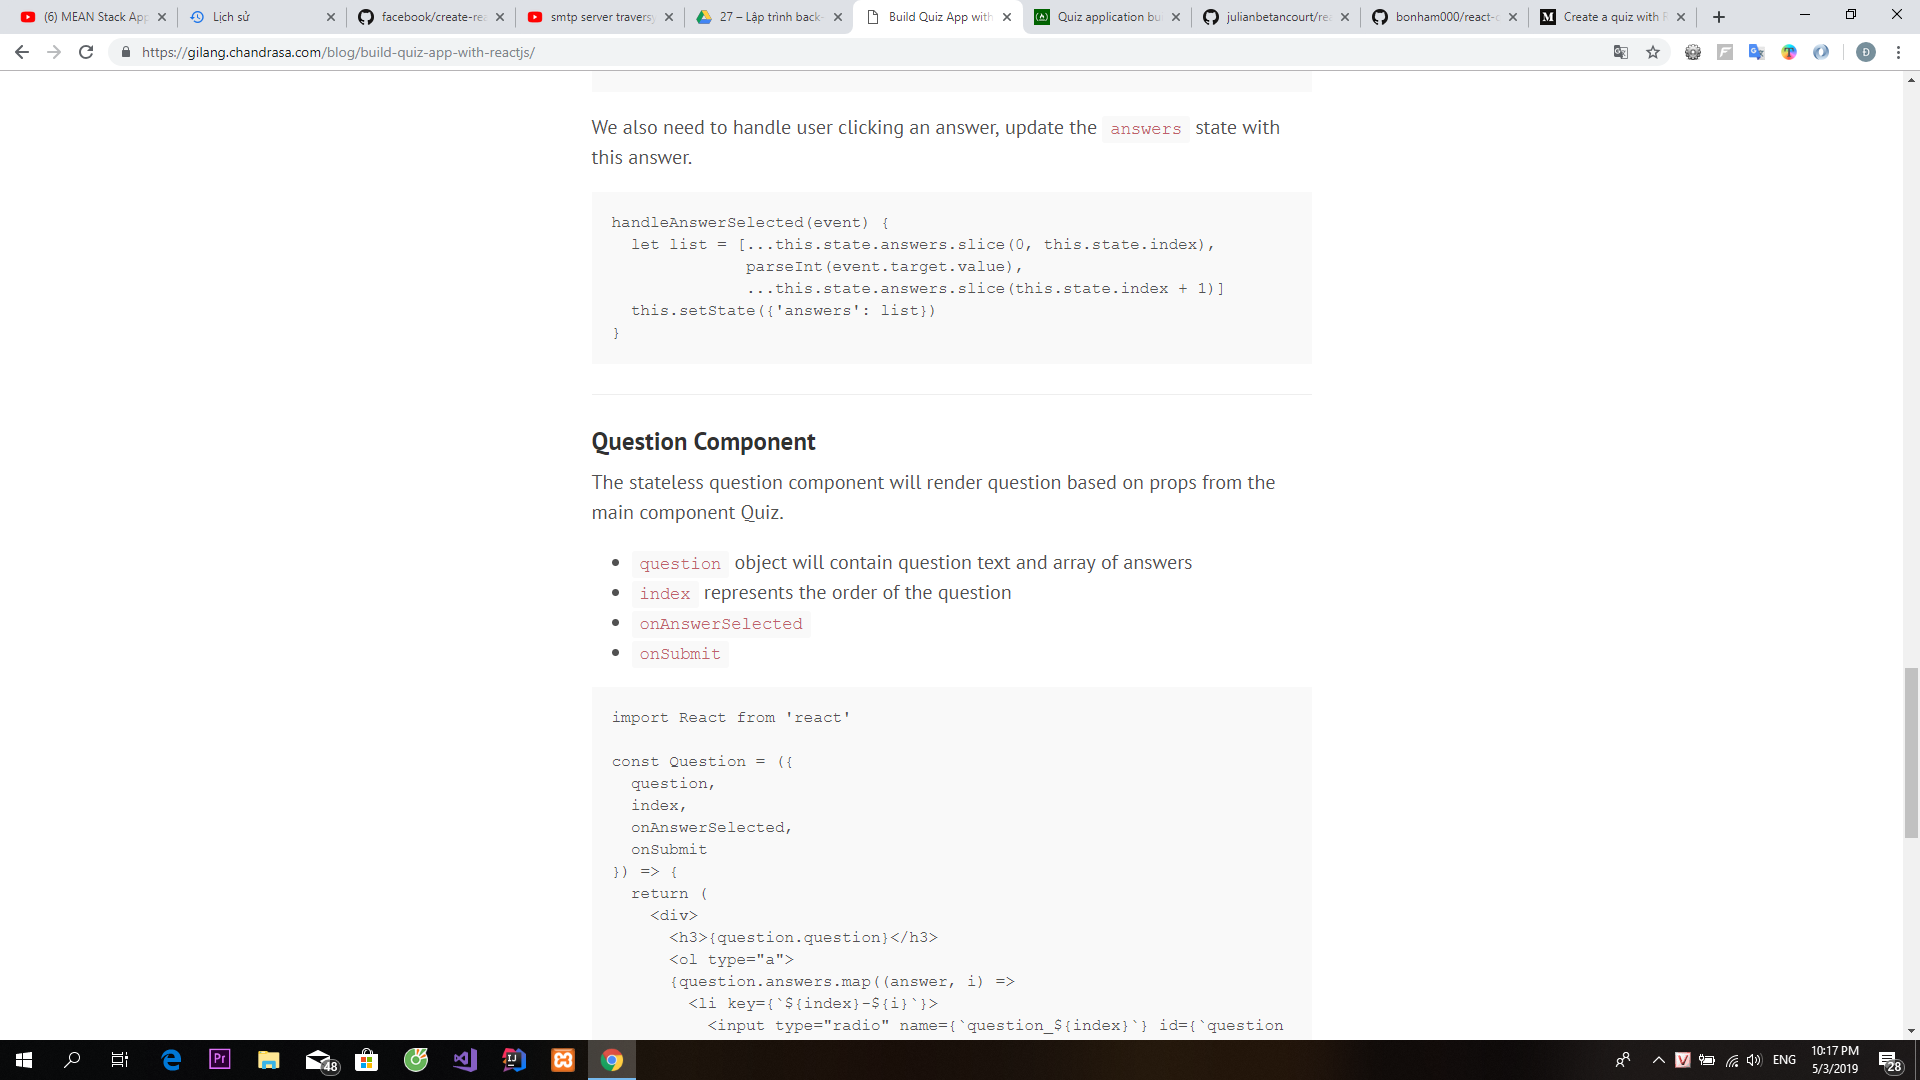 (6) MEAN Stack App
Lịch sử
facebook/create-rea
smtp server travers
27 – Lập trình back-
Build Quiz App with
Quiz application bu
julianbetancourt/rea
bonham000/react-q
Create a quiz with R
https://gilang.chandrasa.com/blog/build-quiz-app-with-reactjs/
Đ
We also need to handle user clicking an answer, update the answers state with
this answer.
handleAnswerSelected(event) {
  let list = [...this.state.answers.slice(0, this.state.index),
              parseInt(event.target.value),
              ...this.state.answers.slice(this.state.index + 1)]
  this.setState({'answers': list})
}
Question Component
The stateless question component will render question based on props from the
main component Quiz.
• question object will contain question text and array of answers
• index represents the order of the question
• onAnswerSelected
• onSubmit
import React from 'react'
const Question = ({
  question,
  index,
  onAnswerSelected,
  onSubmit
}) => {
  return (
    <div>
      <h3>{question.question}</h3>
      <ol type="a">
      {question.answers.map((answer, i) =>
        <li key={`${index}-${i}`}>
          <input type="radio" name={`question_${index}`} id={`question
Pr
48
ENG
10:17 PM
5/3/2019
28